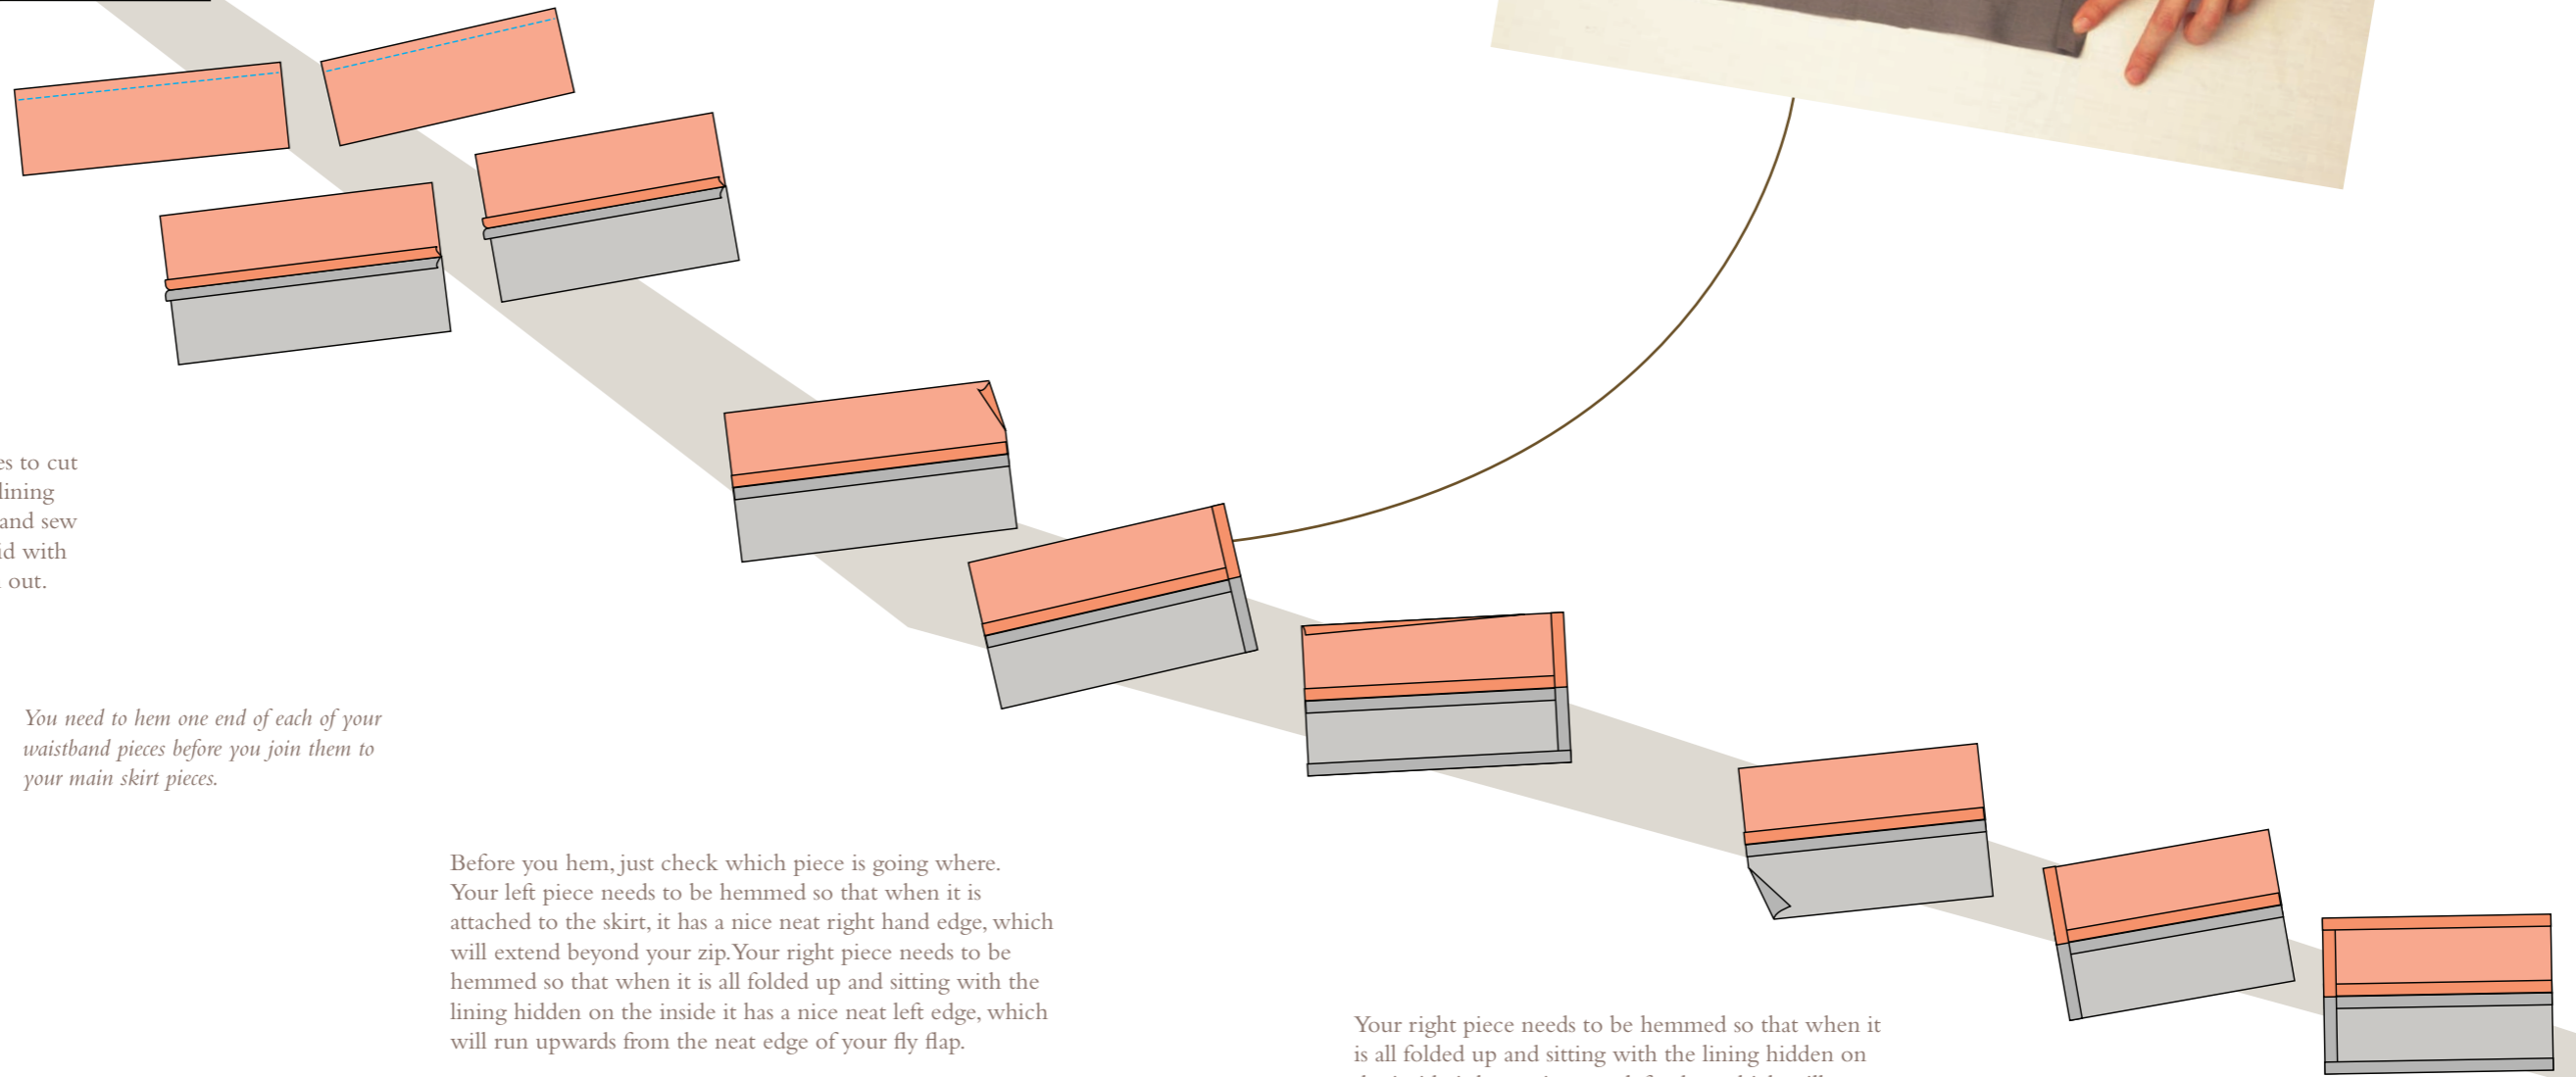 es to cut
lining
and sew
id with
out.
You need to hem one end of each of your
waistband pieces before you join them to
your main skirt pieces.
Before you hem, just check which piece is going where.
Your left piece needs to be hemmed so that when it is
attached to the skirt, it has a nice neat right hand edge, which
will extend beyond your zip.Your right piece needs to be
hemmed so that when it is all folded up and sitting with the
lining hidden on the inside it has a nice neat left edge, which
will run upwards from the neat edge of your fly flap.
Your right piece needs to be hemmed so that when it
is all folded up and sitting with the lining hidden on